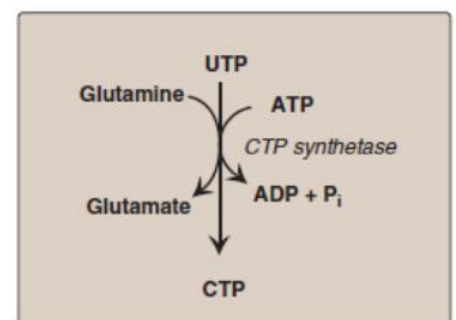 UTP
Glutamine
ATP
CTP synthetase
ADP + Pi
Glutamate
CTP